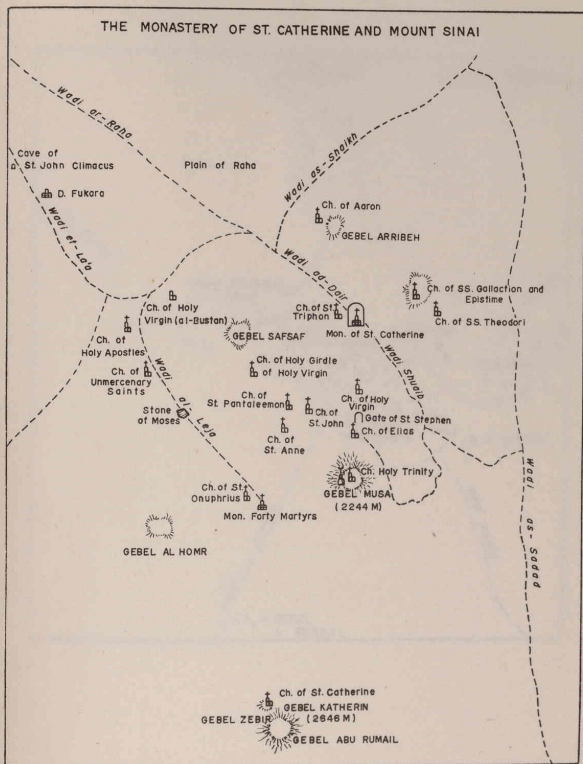 THE MONASTERY OF ST. CATHERINE AND MOUNT SINAI
Wadi ar-Raha
Cave of
St. John Climacus
Plain of Raha
Wadi as-Shaikh
D. Fukara
Wadi et-La'a
Ch. of Aaron
GEBEL ARRIBEH
Wadi ad-Dair
Ch. of SS. Gallaction and
Epistime
Ch. of Holy
Virgin (al-Bustan)
Ch. of St.
Triphon
Mon. of St. Catherine
Ch. of SS. Theodori
GEBEL SAFSAF
Ch. of
Holy Apostles
Wadi Shuaib
Ch. of
Unmercenary
Saints
Ch. of Holy Girdle
of Holy Virgin
Wadi al Leja
Ch. of
St. Pantaleemon
Ch. of Holy
Virgin
Stone
of Moses
Ch. of
St. John
Gate of St Stephen
Ch. of Elias
Ch. of
St. Anne
Ch. Holy Trinity
GEBEL MUSA
(2244 M)
Ch. of St.
Onuphrius
Mon. Forty Martyrs
GEBEL AL HOMR
Wadi as-Sadad
Ch. of St. Catherine
GEBEL KATHERIN
(2646 M)
GEBEL ZEBIR
GEBEL ABU RUMAIL